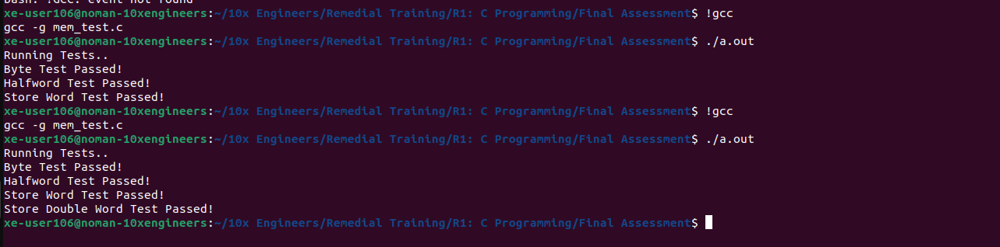 bash: !gcc: event not found
xe-user106@noman-10xengineers:~/10x Engineers/Remedial Training/R1: C Programming/Final Assessment$ !gcc
gcc -g mem_test.c
xe-user106@noman-10xengineers:~/10x Engineers/Remedial Training/R1: C Programming/Final Assessment$ ./a.out
Running Tests..
Byte Test Passed!
Halfword Test Passed!
Store Word Test Passed!
xe-user106@noman-10xengineers:~/10x Engineers/Remedial Training/R1: C Programming/Final Assessment$ !gcc
gcc -g mem_test.c
xe-user106@noman-10xengineers:~/10x Engineers/Remedial Training/R1: C Programming/Final Assessment$ ./a.out
Running Tests..
Byte Test Passed!
Halfword Test Passed!
Store Word Test Passed!
Store Double Word Test Passed!
xe-user106@noman-10xengineers:~/10x Engineers/Remedial Training/R1: C Programming/Final Assessment$